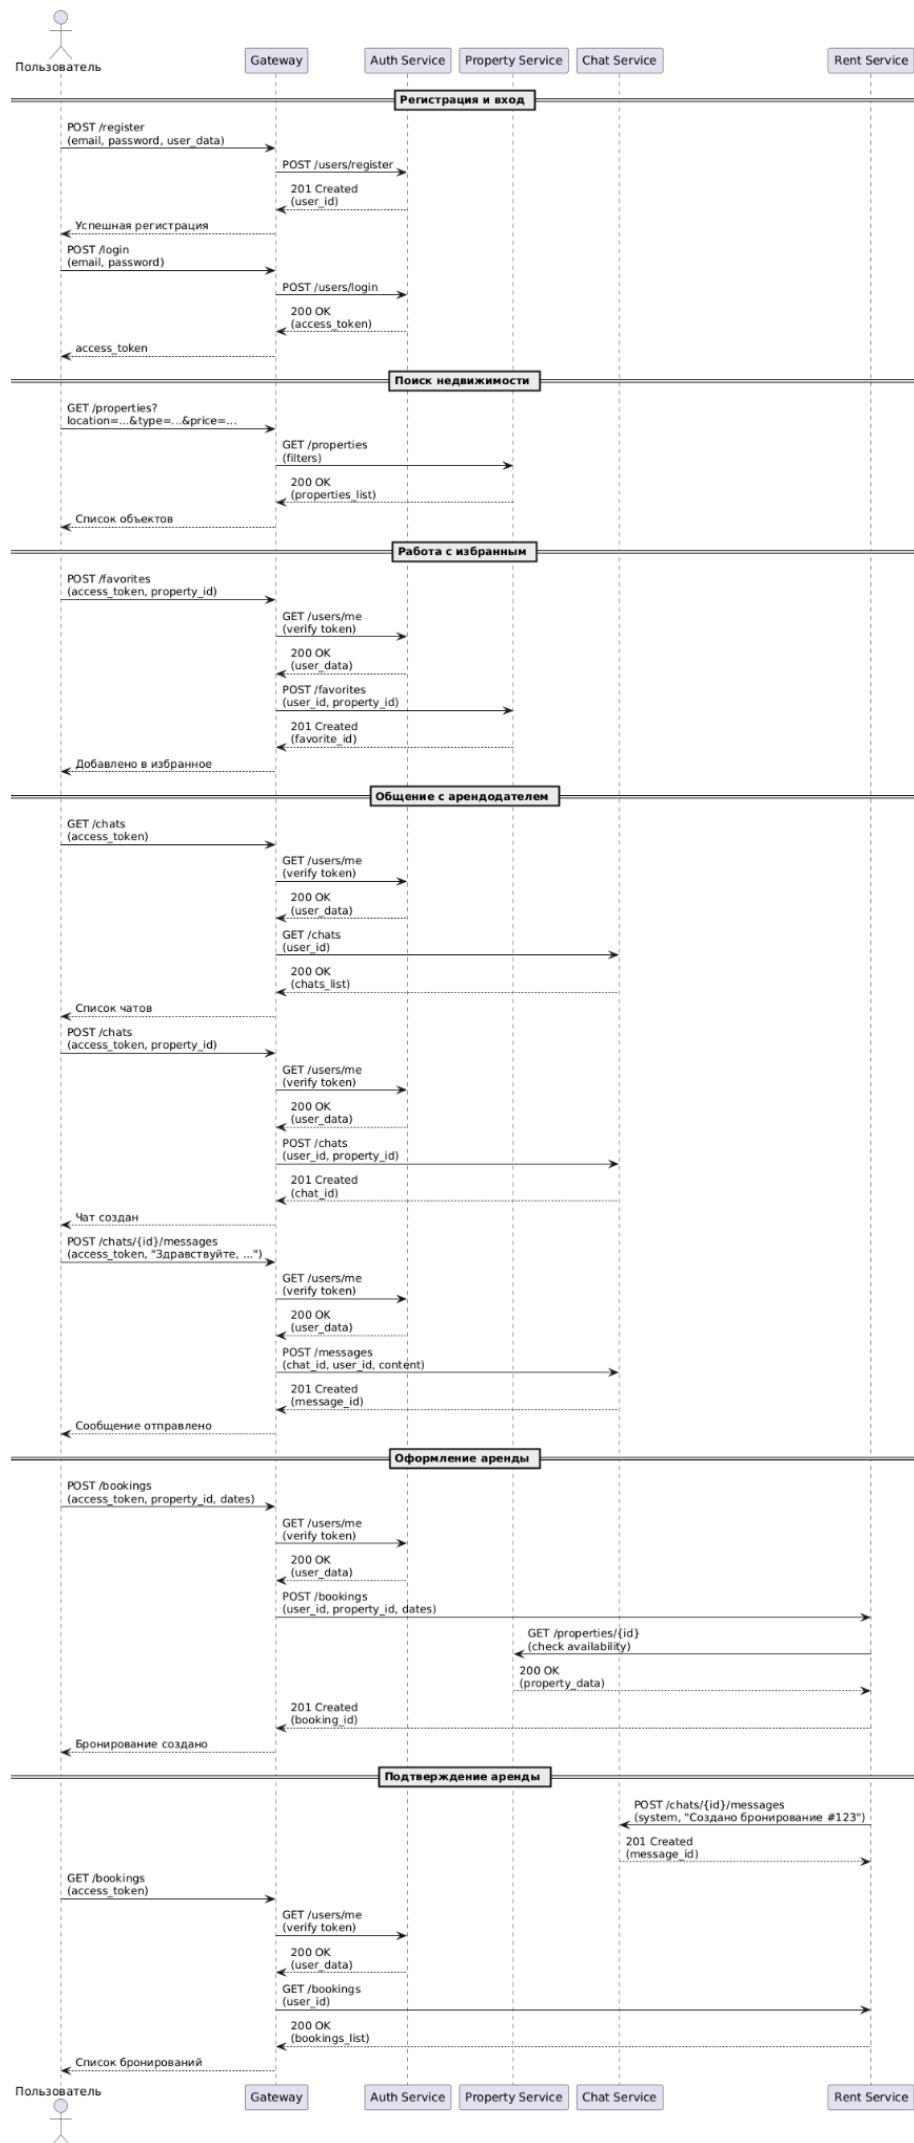 Пользователь
Gateway
Auth Service
Property Service
Chat Service
Rent Service
Регистрация и вход
POST /register
(email, password, user_data)
POST /users/register
201 Created
(user_id)
Успешная регистрация
POST /login
(email, password)
POST /users/login
200 OK
(access_token)
access_token
Поиск недвижимости
GET /properties?
location=...&type=...&price=...
GET /properties
(filters)
200 OK
(properties_list)
Список объектов
Работа с избранным
POST /favorites
(access_token, property_id)
GET /users/me
(verify token)
200 OK
(user_data)
POST /favorites
(user_id, property_id)
201 Created
(favorite_id)
Добавлено в избранное
Общение с арендодателем
GET /chats
(access_token)
GET /users/me
(verify token)
200 OK
(user_data)
GET /chats
(user_id)
200 OK
(chats_list)
Список чатов
POST /chats
(access_token, property_id)
GET /users/me
(verify token)
200 OK
(user_data)
POST /chats
(user_id, property_id)
201 Created
(chat_id)
Чат создан
POST /chats/{id}/messages
(access_token, "Здравствуйте, ...")
GET /users/me
(verify token)
200 OK
(user_data)
POST /messages
(chat_id, user_id, content)
201 Created
(message_id)
Сообщение отправлено
Оформление аренды
POST /bookings
(access_token, property_id, dates)
GET /users/me
(verify token)
200 OK
(user_data)
POST /bookings
(user_id, property_id, dates)
GET /properties/{id}
(check availability)
200 OK
(property_data)
201 Created
(booking_id)
Бронирование создано
Подтверждение аренды
POST /chats/{id}/messages
(system, "Создано бронирование #123")
201 Created
(message_id)
GET /bookings
(access_token)
GET /users/me
(verify token)
200 OK
(user_data)
GET /bookings
(user_id)
200 OK
(bookings_list)
Список бронирований
Пользователь
Gateway
Auth Service
Property Service
Chat Service
Rent Service